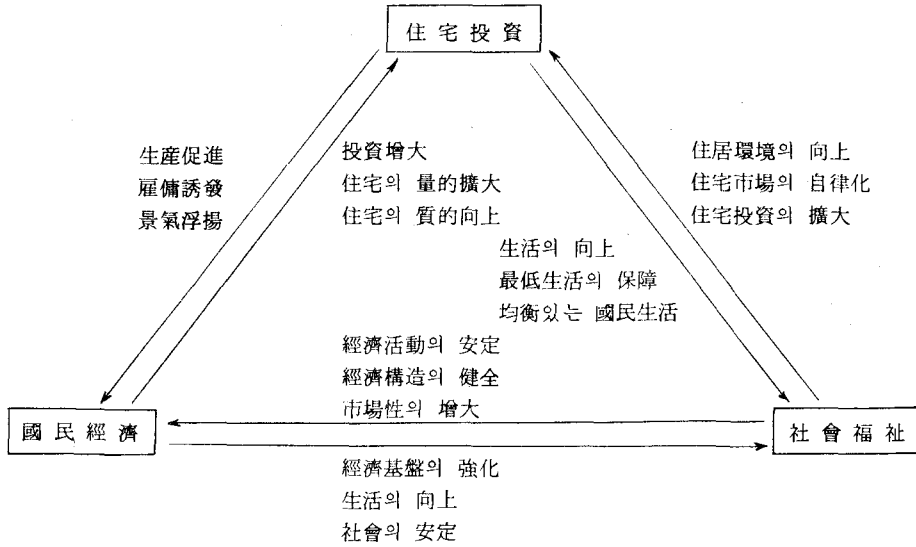 住宅投資
生産促進
雇傭誘發
景氣浮揚
投資增大
住宅의 量的擴大
住宅의 質的向上
住居環境의 向上
住宅市場의 自律化
住宅投資의 擴大
生活의 向上
最低生活의 保障
均衡있는 國民生活
經濟活動의 安定
經濟構造의 健全
市場性의 增大
國民經濟
社會福祉
經濟基盤의 強化
生活의 向上
社會의 安定